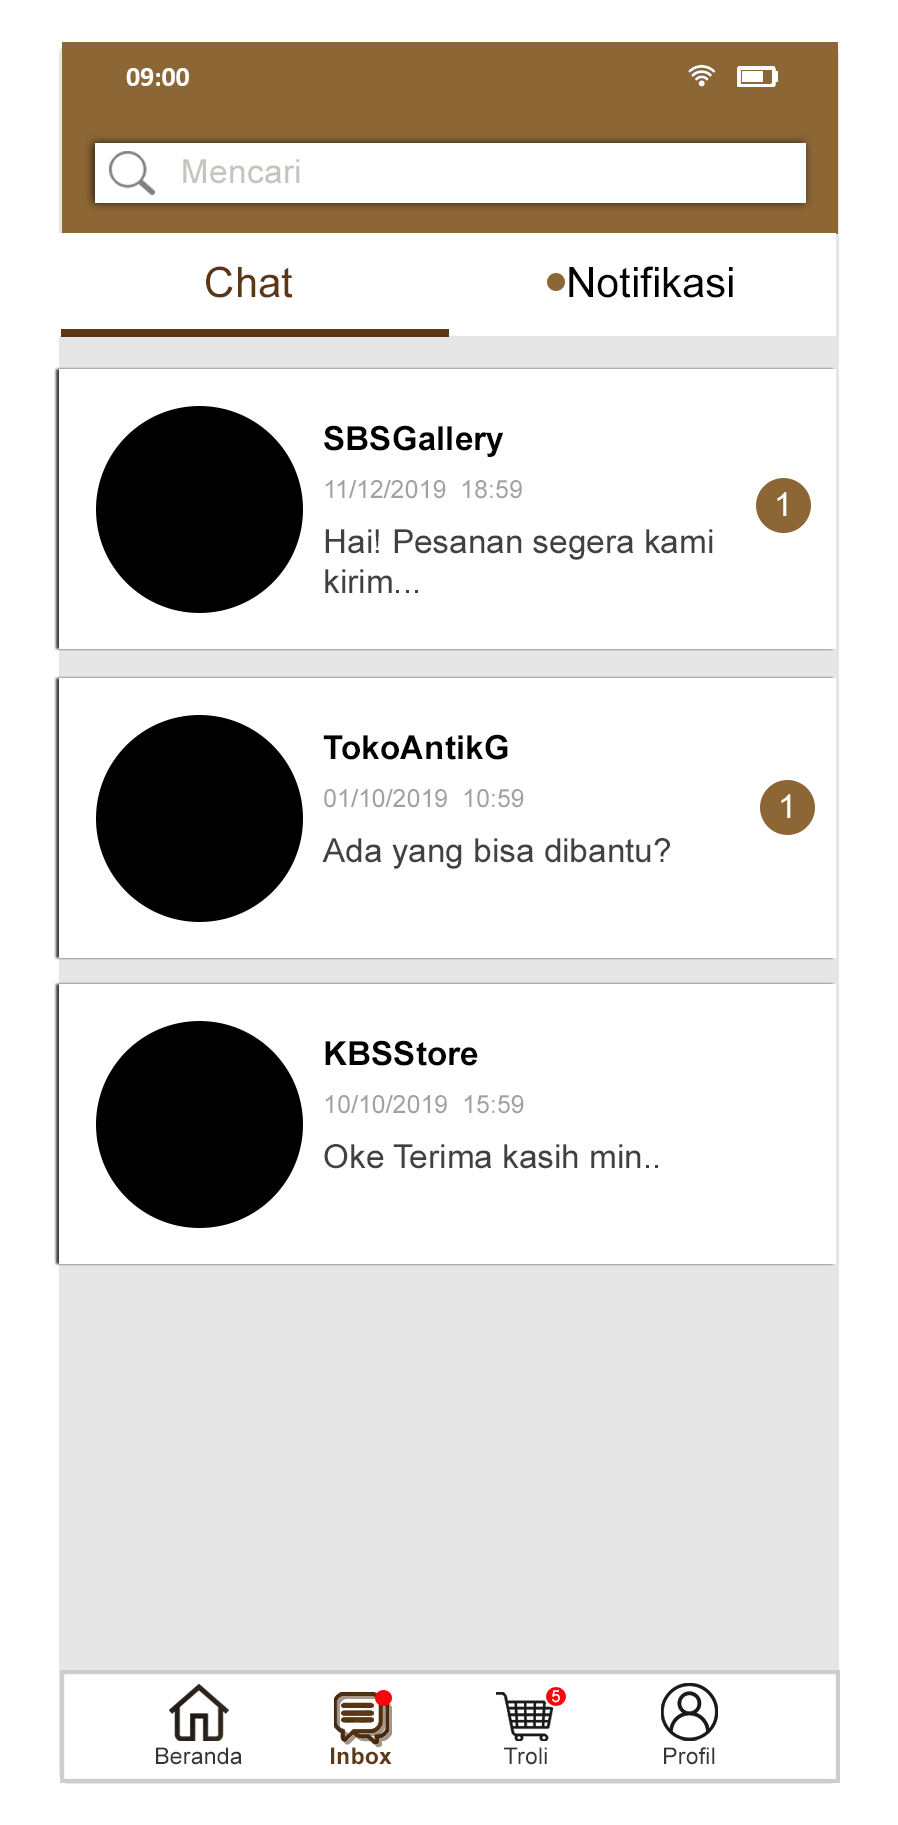 09:00
Mencari
Chat
Notifikasi
SBSGallery
11/12/2019 18:59
1
Hai! Pesanan segera kami
kirim...
TokoAntikG
01/10/2019 10:59
1
Ada yang bisa dibantu?
KBSStore
10/10/2019 15:59
Oke Terima kasih min..
5
Beranda
Inbox
Troli
Profil